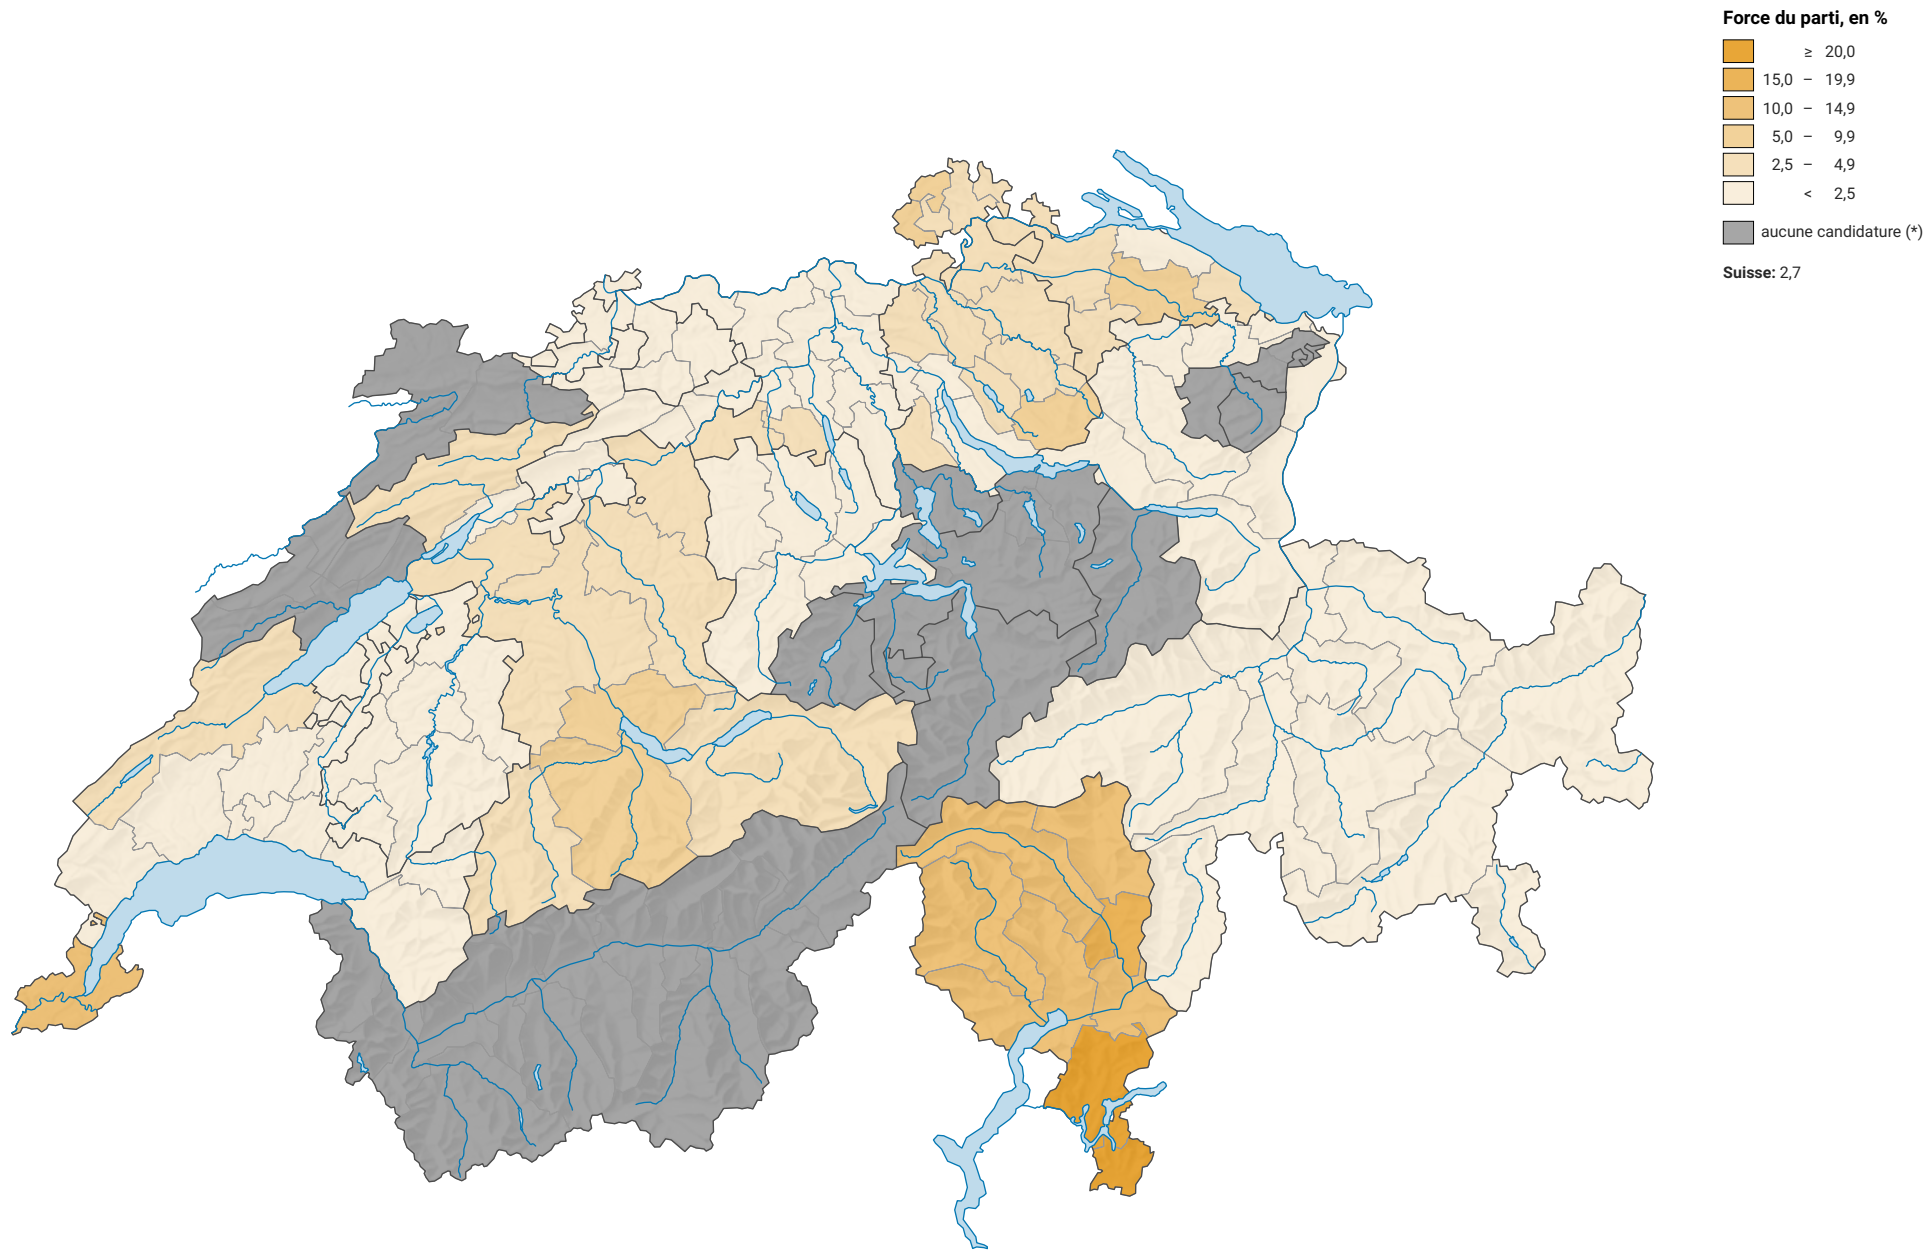 Force du parti, en %
≥ 20,0
15,0 – 19,9
10,0 – 14,9
5,0 – 9,9
2,5 – 4,9
< 2,5
aucune candidature (*)
Suisse: 2,7